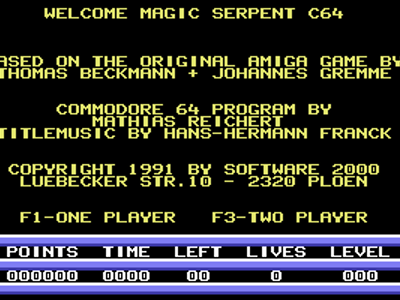 WELCOME MAGIC SERPENT C64
ASED ON THE ORIGINAL AMIGA GAME BY
THOMAS BECKMANN + JOHANNES GREMME
COMMODORE 64 PROGRAM BY
MATHIAS REICHERT
TITLEMUSIC BY HANS-HERMANN FRANCK
COPYRIGHT 1991 BY SOFTWARE 2000
LUEBECKER STR.10 - 2320 PLOEN
F1-ONE PLAYER F3-TWO PLAYER
POINTS TIME LEFT LIVES LEVEL
000000 0000 00 0 000